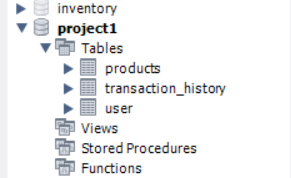 inventory
project1
Tables
products
transaction_history
user
Views
Stored Procedures
Functions